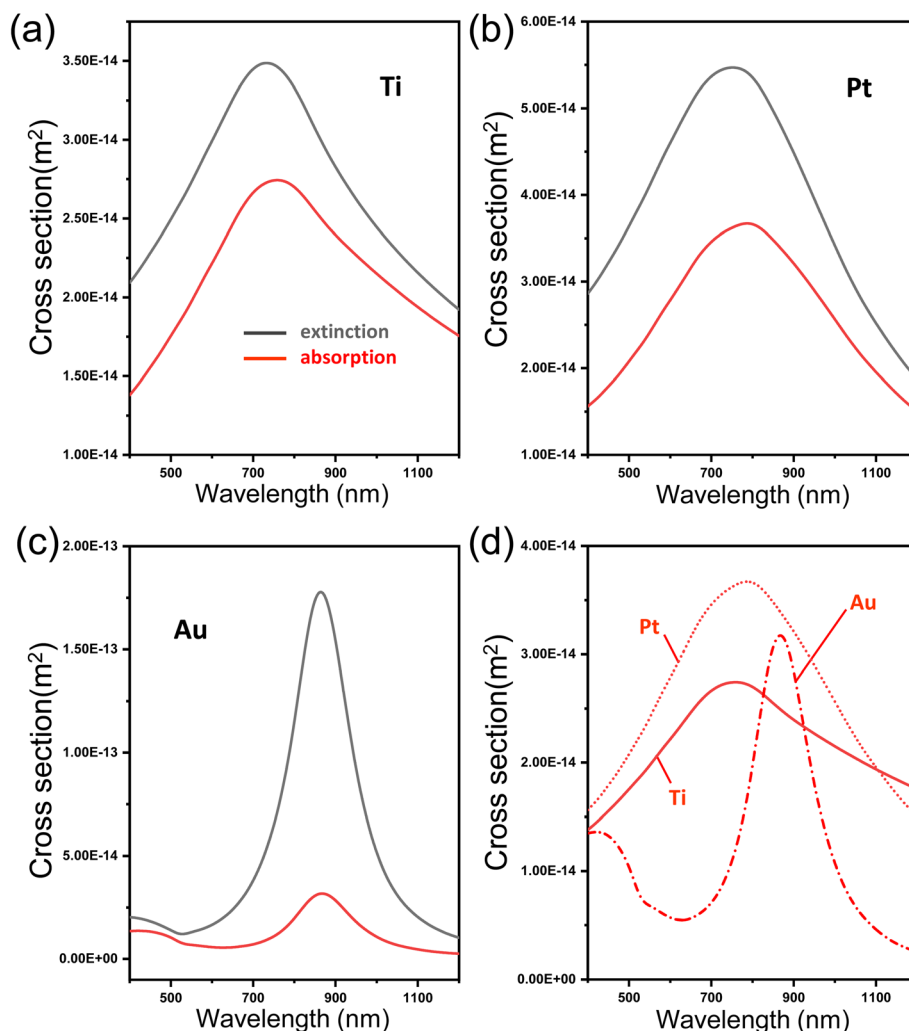 (a)
Ti
Cross section(m²)
3.50E-14
3.00E-14
2.50E-14
2.00E-14
1.50E-14
1.00E-14
extinction
absorption
500 700 900 1100
Wavelength (nm)
(b)
Pt
Cross section(m²)
6.00E-14
5.00E-14
4.00E-14
3.00E-14
2.00E-14
1.00E-14
500 700 900 1100
Wavelength (nm)
(c)
Au
Cross section(m²)
2.00E-13
1.50E-13
1.00E-13
5.00E-14
0.00E+00
500 700 900 1100
Wavelength (nm)
(d)
Cross section(m²)
4.00E-14
3.00E-14
2.00E-14
1.00E-14
0.00E+00
Pt
Au
Ti
500 700 900 1100
Wavelength (nm)